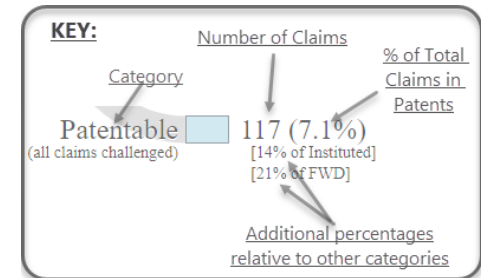 KEY:
Number of Claims
% of Total
Claims in
Patents
Category
Patentable 117 (7.1%)
(all claims challenged) [14% of Instituted]
[21% of FWD]
Additional percentages
relative to other categories